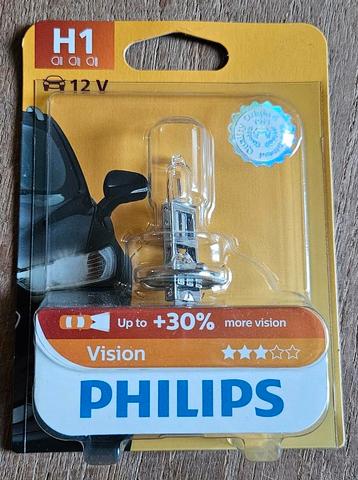 H1
12 V
Up to +30% more vision
Vision
PHILIPS